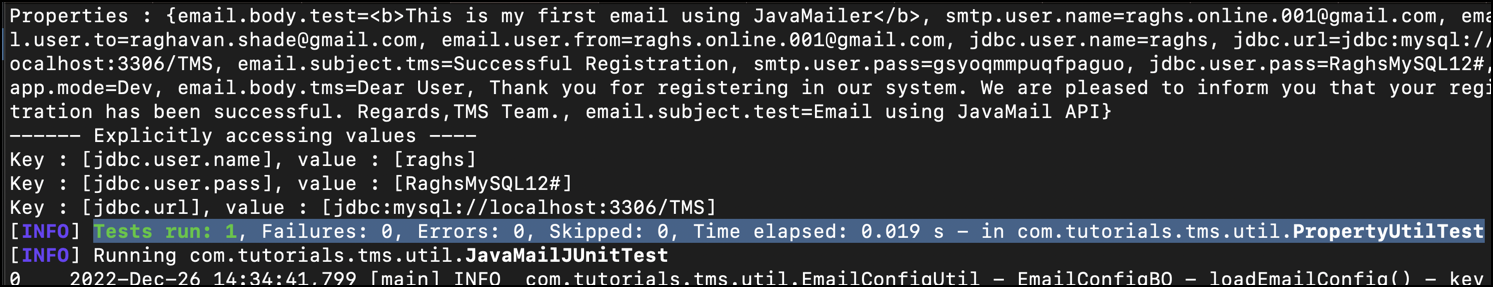 Properties : {email.body.test=<b>This is my first email using JavaMailer</b>, smtp.user.name=raghs.online.001@gmail.com, ema
l.user.to=raghavan.shade@gmail.com, email.user.from=raghs.online.001@gmail.com, jdbc.user.name=raghs, jdbc.url=jdbc:mysql://
ocalhost:3306/TMS, email.subject.tms=Successful Registration, smtp.user.pass=gsyoqmmpuqfpaguo, jdbc.user.pass=RaghsMySQL12#,
app.mode=Dev, email.body.tms=Dear User, Thank you for registering in our system. We are pleased to inform you that your regi
tration has been successful. Regards,TMS Team., email.subject.test=Email using JavaMail API}
------ Explicitly accessing values ----
Key : [jdbc.user.name], value : [raghs]
Key : [jdbc.user.pass], value : [RaghsMySQL12#]
Key : [jdbc.url], value : [jdbc:mysql://localhost:3306/TMS]
[INFO] Tests run: 1, Failures: 0, Errors: 0, Skipped: 0, Time elapsed: 0.019 s - in com.tutorials.tms.util.PropertyUtilTest
[INFO] Running com.tutorials.tms.util.JavaMailJUnitTest
0    2022-Dec-26 14:34:41,799 [main] INFO  com.tutorials.tms.util.EmailConfigUtil - EmailConfigBO - loadEmailConfig() - key